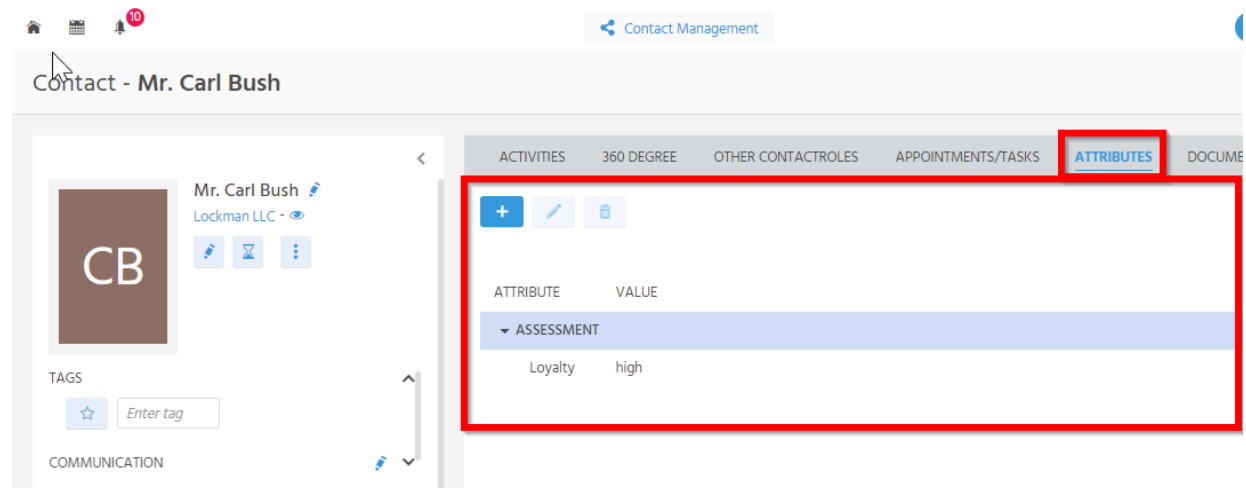 10
Contact Management
Contact - Mr. Carl Bush
Mr. Carl Bush
Lockman LLC -
CB
TAGS
Enter tag
COMMUNICATION
ACTIVITIES 360 DEGREE OTHER CONTACTROLES APPOINTMENTS/TASKS ATTRIBUTES DOCUME
ATTRIBUTE VALUE
ASSESSMENT
Loyalty high